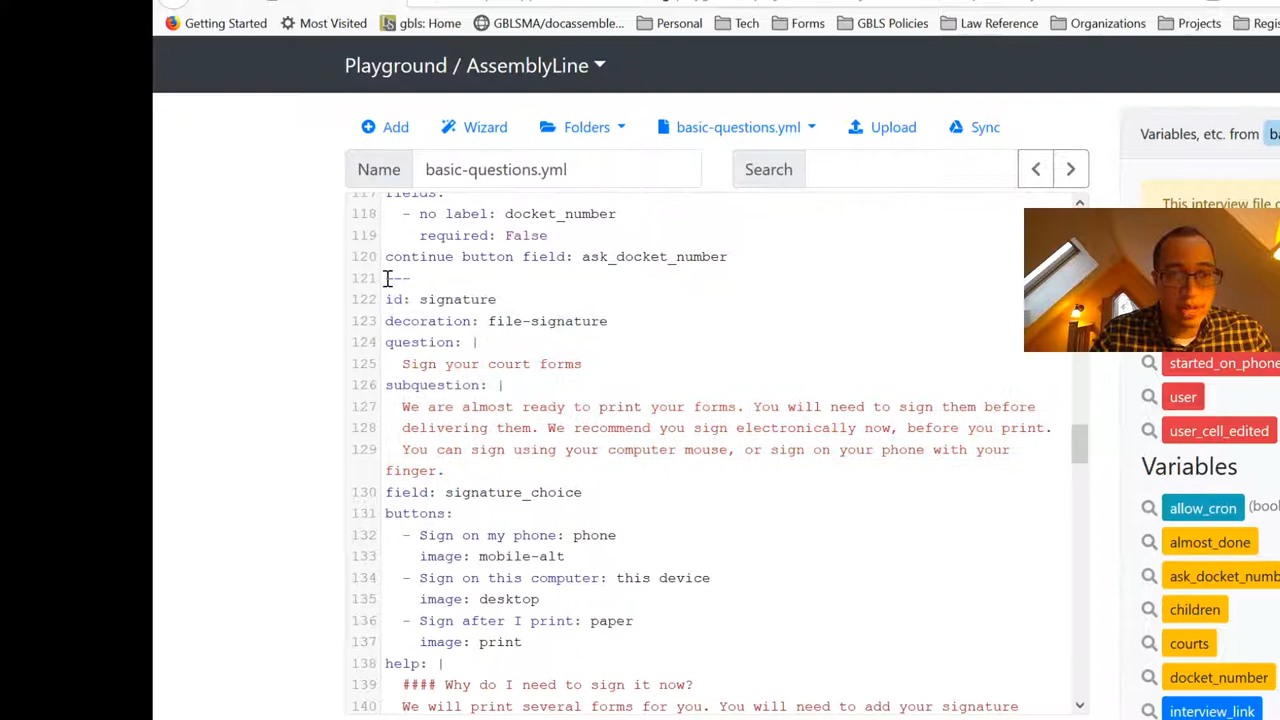 Getting Started Most Visited gbls: Home GBLSMA/docassemble... Personal Tech Forms GBLS Policies Law Reference Organizations Projects
Playground / AssemblyLine
Add Wizard Folders basic-questions.yml Upload Sync
Variables, etc. from
Name basic-questions.yml Search
This interview file
117 fields:
118 - no label: docket_number
119 required: False
120 continue button field: ask_docket_number
121 ---
122 id: signature
123 decoration: file-signature
124 question: |
125 Sign your court forms
126 subquestion: |
127 We are almost ready to print your forms. You will need to sign them before
128 delivering them. We recommend you sign electronically now, before you print.
129 You can sign using your computer mouse, or sign on your phone with your
finger.
130 field: signature_choice
131 buttons:
132 - Sign on my phone: phone
133 image: mobile-alt
134 - Sign on this computer: this device
135 image: desktop
136 - Sign after I print: paper
137 image: print
138 help: |
139 #### Why do I need to sign it now?
140 We will print several forms for you. You will need to add your signature
started_on_phone
user
user_cell_edited
Variables
allow_cron (boo
almost_done
ask_docket_numb
children
courts
docket_number
interview_link